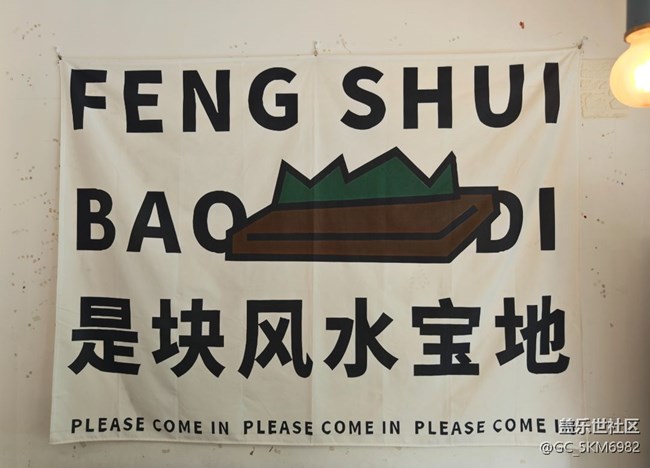 FENG SHUI
BAO DI
是块风水宝地
PLEASE COME IN PLEASE COME IN PLEASE COME I
盖乐世社区
@GC_5KM6982